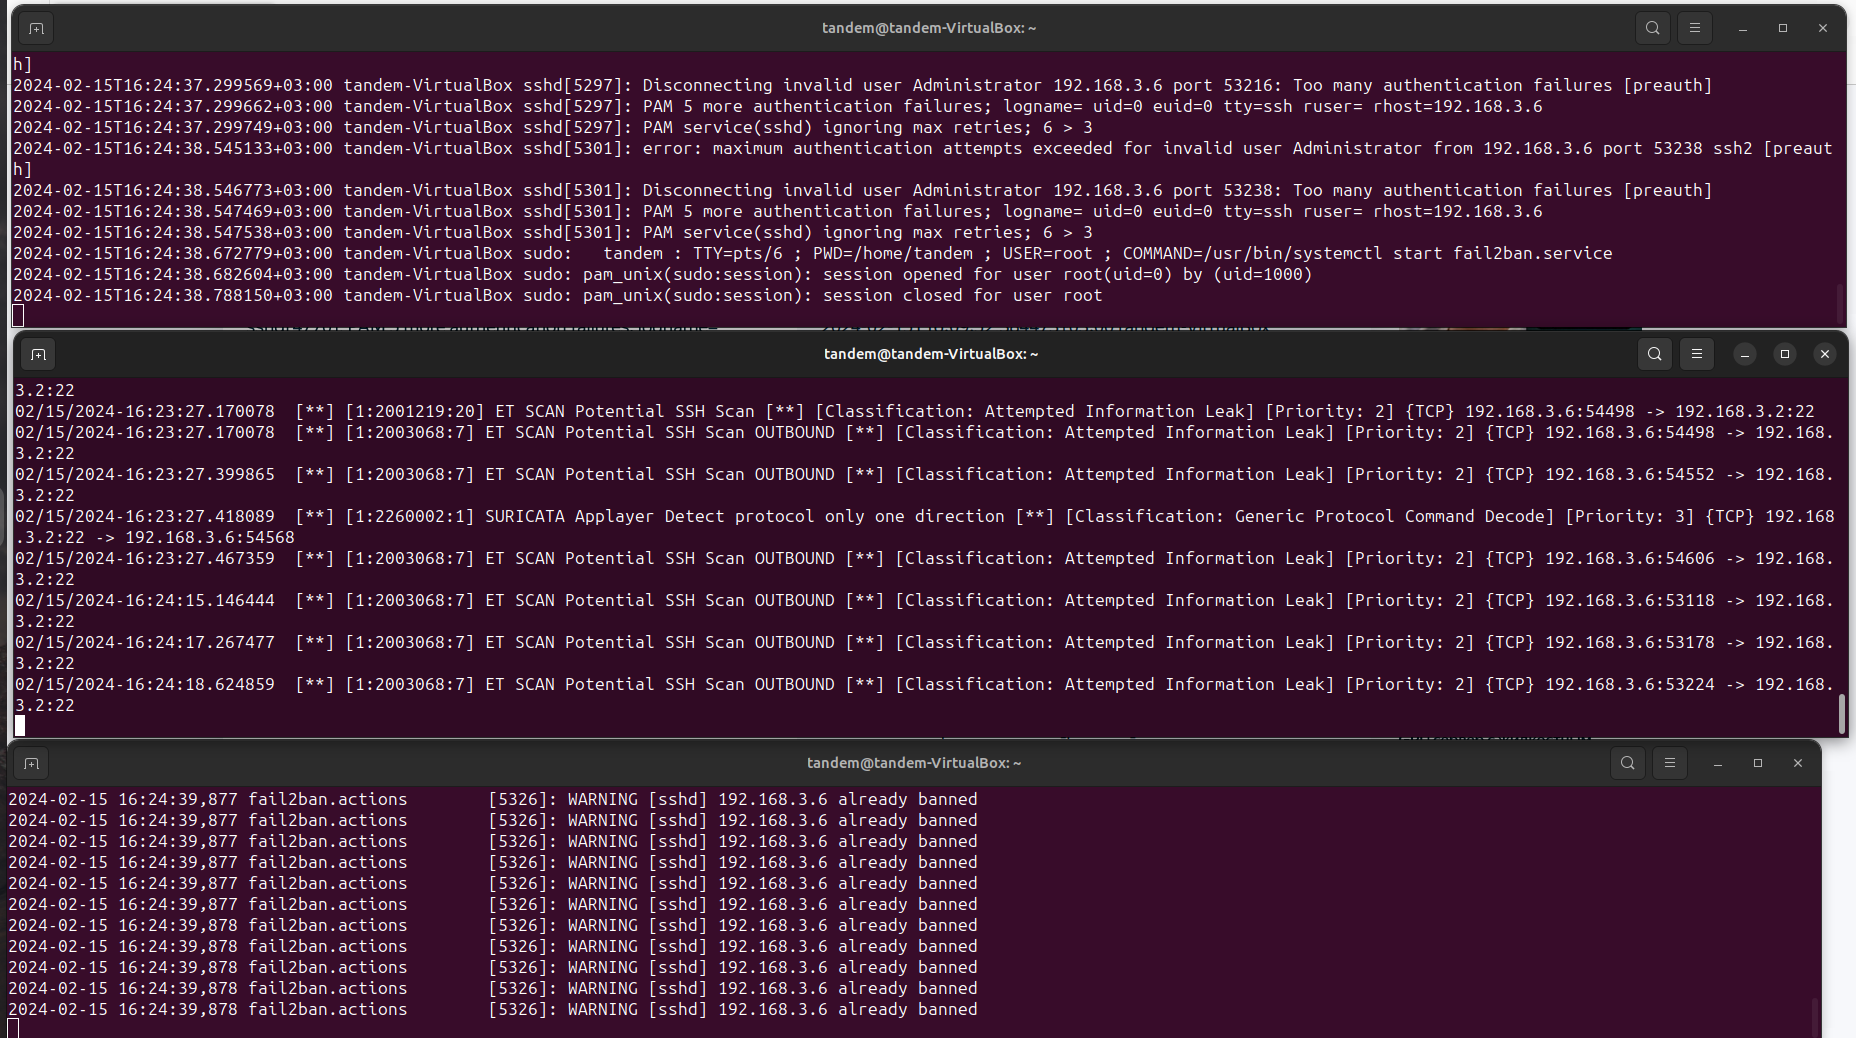 tandem@tandem-VirtualBox: ~
h]
2024-02-15T16:24:37.299569+03:00 tandem-VirtualBox sshd[5297]: Disconnecting invalid user Administrator 192.168.3.6 port 53216: Too many authentication failures [preauth]
2024-02-15T16:24:37.299662+03:00 tandem-VirtualBox sshd[5297]: PAM 5 more authentication failures; logname= uid=0 euid=0 tty=ssh ruser= rhost=192.168.3.6
2024-02-15T16:24:37.299749+03:00 tandem-VirtualBox sshd[5297]: PAM service(sshd) ignoring max retries; 6 > 3
2024-02-15T16:24:38.545133+03:00 tandem-VirtualBox sshd[5301]: error: maximum authentication attempts exceeded for invalid user Administrator from 192.168.3.6 port 53238 ssh2 [preaut
h]
2024-02-15T16:24:38.546773+03:00 tandem-VirtualBox sshd[5301]: Disconnecting invalid user Administrator 192.168.3.6 port 53238: Too many authentication failures [preauth]
2024-02-15T16:24:38.547469+03:00 tandem-VirtualBox sshd[5301]: PAM 5 more authentication failures; logname= uid=0 euid=0 tty=ssh ruser= rhost=192.168.3.6
2024-02-15T16:24:38.547538+03:00 tandem-VirtualBox sshd[5301]: PAM service(sshd) ignoring max retries; 6 > 3
2024-02-15T16:24:38.672779+03:00 tandem-VirtualBox sudo:   tandem : TTY=pts/6 ; PWD=/home/tandem ; USER=root ; COMMAND=/usr/bin/systemctl start fail2ban.service
2024-02-15T16:24:38.682604+03:00 tandem-VirtualBox sudo: pam_unix(sudo:session): session opened for user root(uid=0) by (uid=1000)
2024-02-15T16:24:38.788150+03:00 tandem-VirtualBox sudo: pam_unix(sudo:session): session closed for user root
tandem@tandem-VirtualBox: ~
3.2:22
02/15/2024-16:23:27.170078  [**] [1:2001219:20] ET SCAN Potential SSH Scan [**] [Classification: Attempted Information Leak] [Priority: 2] {TCP} 192.168.3.6:54498 -> 192.168.3.2:22
02/15/2024-16:23:27.170078  [**] [1:2003068:7] ET SCAN Potential SSH Scan OUTBOUND [**] [Classification: Attempted Information Leak] [Priority: 2] {TCP} 192.168.3.6:54498 -> 192.168.
3.2:22
02/15/2024-16:23:27.399865  [**] [1:2003068:7] ET SCAN Potential SSH Scan OUTBOUND [**] [Classification: Attempted Information Leak] [Priority: 2] {TCP} 192.168.3.6:54552 -> 192.168.
3.2:22
02/15/2024-16:23:27.418089  [**] [1:2260002:1] SURICATA Applayer Detect protocol only one direction [**] [Classification: Generic Protocol Command Decode] [Priority: 3] {TCP} 192.168
.3.2:22 -> 192.168.3.6:54568
02/15/2024-16:23:27.467359  [**] [1:2003068:7] ET SCAN Potential SSH Scan OUTBOUND [**] [Classification: Attempted Information Leak] [Priority: 2] {TCP} 192.168.3.6:54606 -> 192.168.
3.2:22
02/15/2024-16:24:15.146444  [**] [1:2003068:7] ET SCAN Potential SSH Scan OUTBOUND [**] [Classification: Attempted Information Leak] [Priority: 2] {TCP} 192.168.3.6:53118 -> 192.168.
3.2:22
02/15/2024-16:24:17.267477  [**] [1:2003068:7] ET SCAN Potential SSH Scan OUTBOUND [**] [Classification: Attempted Information Leak] [Priority: 2] {TCP} 192.168.3.6:53178 -> 192.168.
3.2:22
02/15/2024-16:24:18.624859  [**] [1:2003068:7] ET SCAN Potential SSH Scan OUTBOUND [**] [Classification: Attempted Information Leak] [Priority: 2] {TCP} 192.168.3.6:53224 -> 192.168.
3.2:22
tandem@tandem-VirtualBox: ~
2024-02-15 16:24:39,877 fail2ban.actions        [5326]: WARNING [sshd] 192.168.3.6 already banned
2024-02-15 16:24:39,877 fail2ban.actions        [5326]: WARNING [sshd] 192.168.3.6 already banned
2024-02-15 16:24:39,877 fail2ban.actions        [5326]: WARNING [sshd] 192.168.3.6 already banned
2024-02-15 16:24:39,877 fail2ban.actions        [5326]: WARNING [sshd] 192.168.3.6 already banned
2024-02-15 16:24:39,877 fail2ban.actions        [5326]: WARNING [sshd] 192.168.3.6 already banned
2024-02-15 16:24:39,877 fail2ban.actions        [5326]: WARNING [sshd] 192.168.3.6 already banned
2024-02-15 16:24:39,878 fail2ban.actions        [5326]: WARNING [sshd] 192.168.3.6 already banned
2024-02-15 16:24:39,878 fail2ban.actions        [5326]: WARNING [sshd] 192.168.3.6 already banned
2024-02-15 16:24:39,878 fail2ban.actions        [5326]: WARNING [sshd] 192.168.3.6 already banned
2024-02-15 16:24:39,878 fail2ban.actions        [5326]: WARNING [sshd] 192.168.3.6 already banned
2024-02-15 16:24:39,878 fail2ban.actions        [5326]: WARNING [sshd] 192.168.3.6 already banned